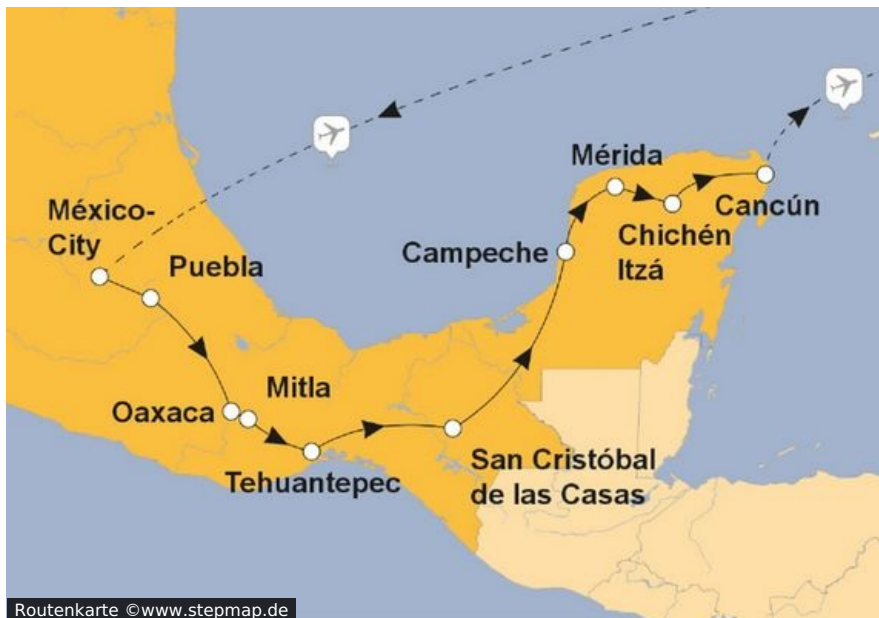 Mérida
México-
City
Cancún
Chichén
Itzá
Campeche
Puebla
Mitla
Oaxaca
San Cristóbal
de las Casas
Tehuantepec
Routenkarte ©www.stepmap.de